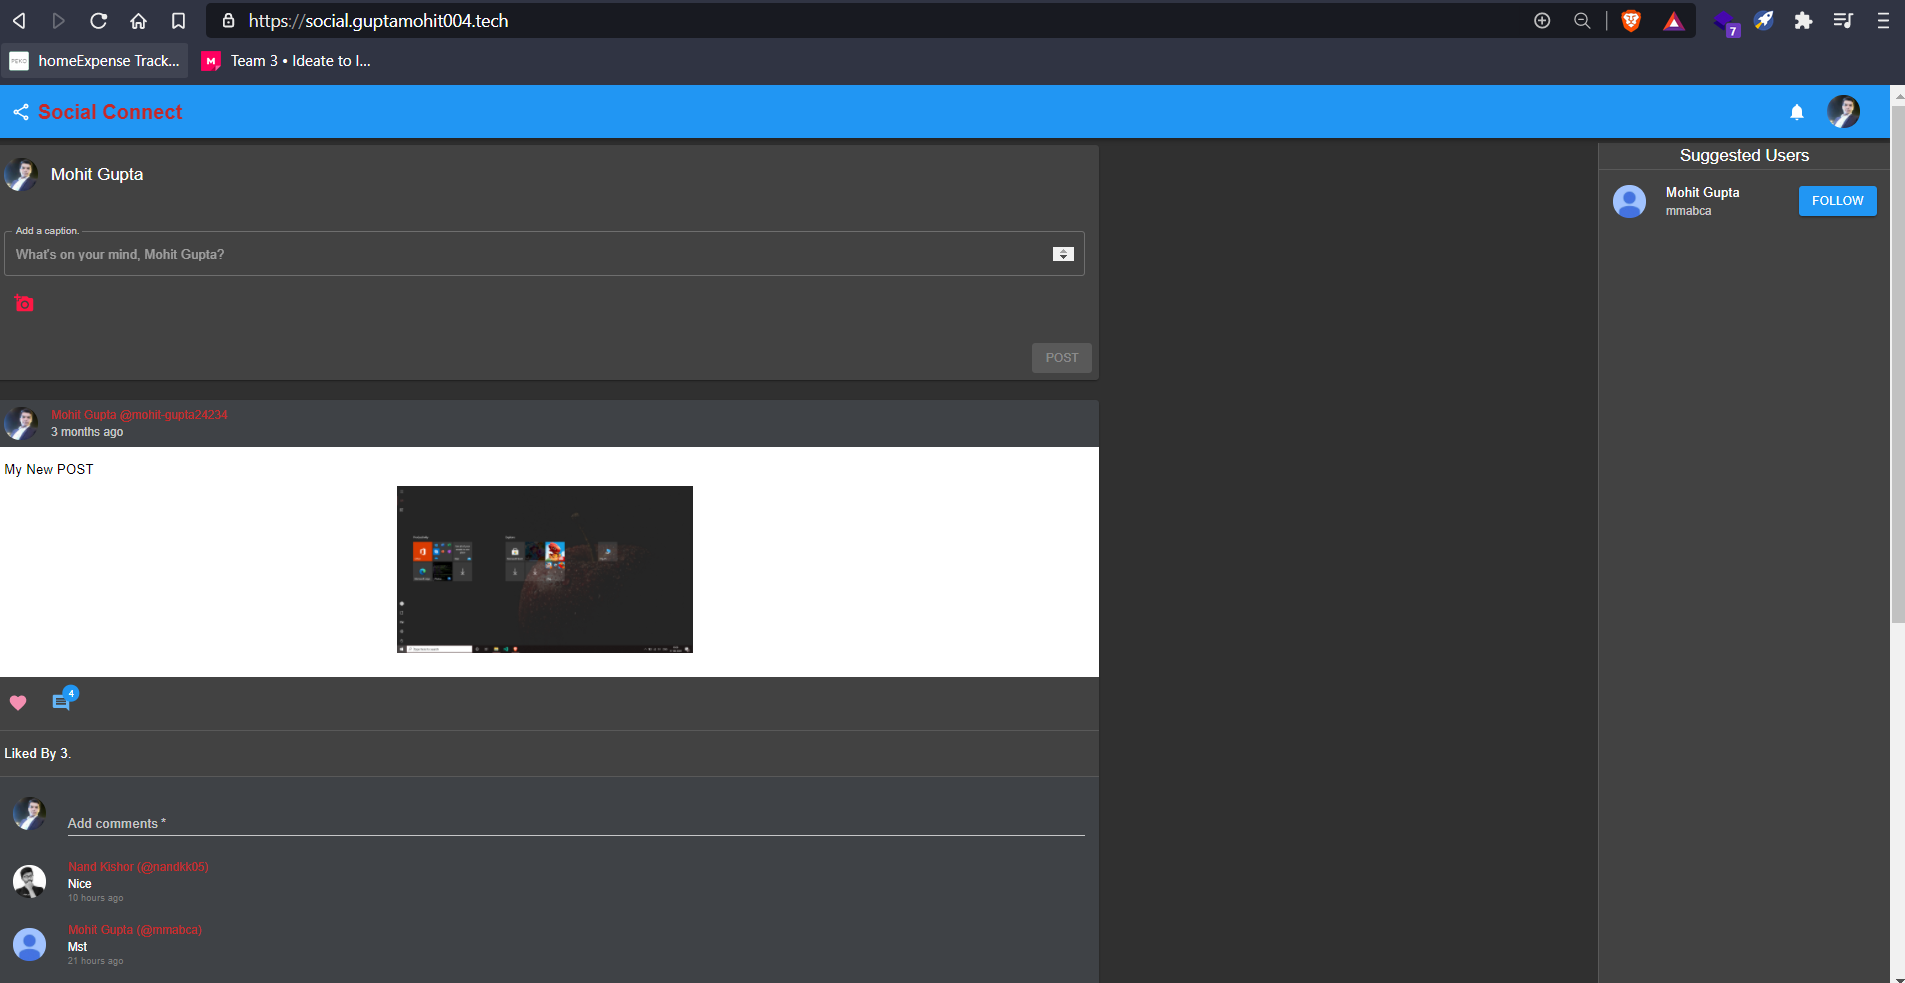 https://social.guptamohit004.tech
7
homeExpense Track...
Team 3 • Ideate to I...
Social Connect
Mohit Gupta
Add a caption.
What's on your mind, Mohit Gupta?
POST
Mohit Gupta @mohit-gupta24234
3 months ago
My New POST
4
Liked By 3.
Add comments *
Nand Kishor (@nandkk05)
Nice
10 hours ago
Mohit Gupta (@mmabca)
Mst
21 hours ago
Suggested Users
Mohit Gupta
mmabca
FOLLOW